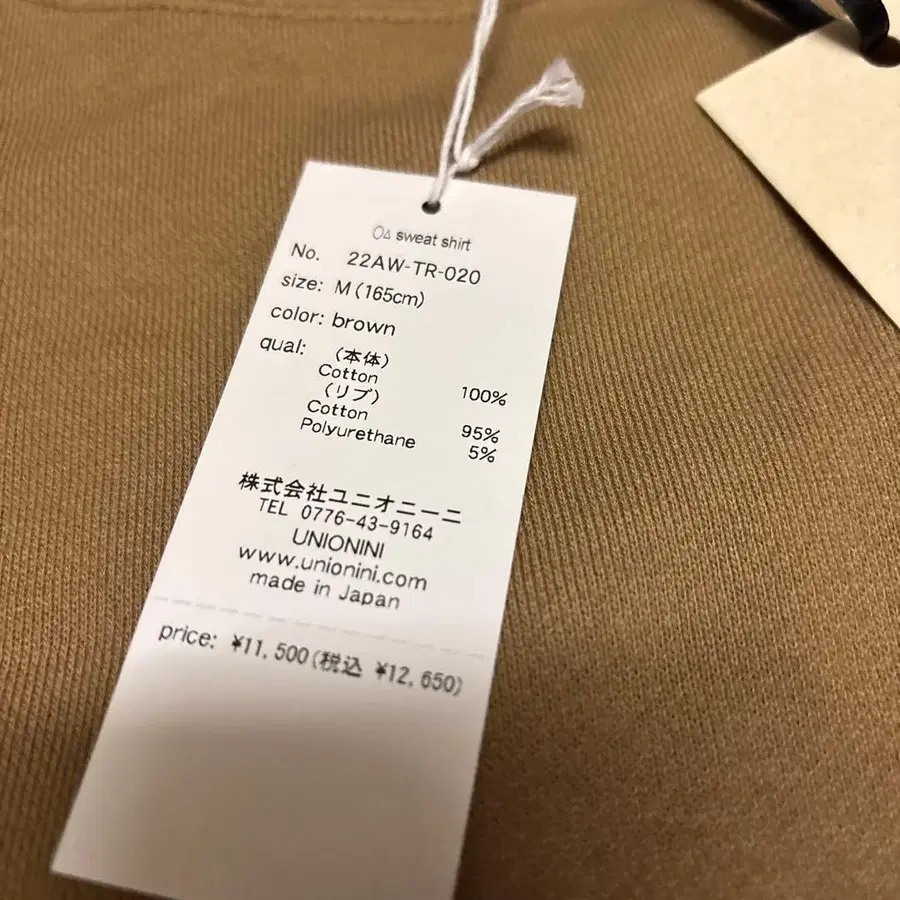 ○△ sweat shirt
No. 22AW-TR-020
size: M(165cm)
color: brown
qual: (本体)
Cotton 100%
(リブ)
Cotton 95%
Polyurethane 5%
株式会社ユニオニーニ
TEL 0776-43-9164
UNIONINI
www.unionini.com
made in Japan
price: ¥11,500(税込 ¥12,650)